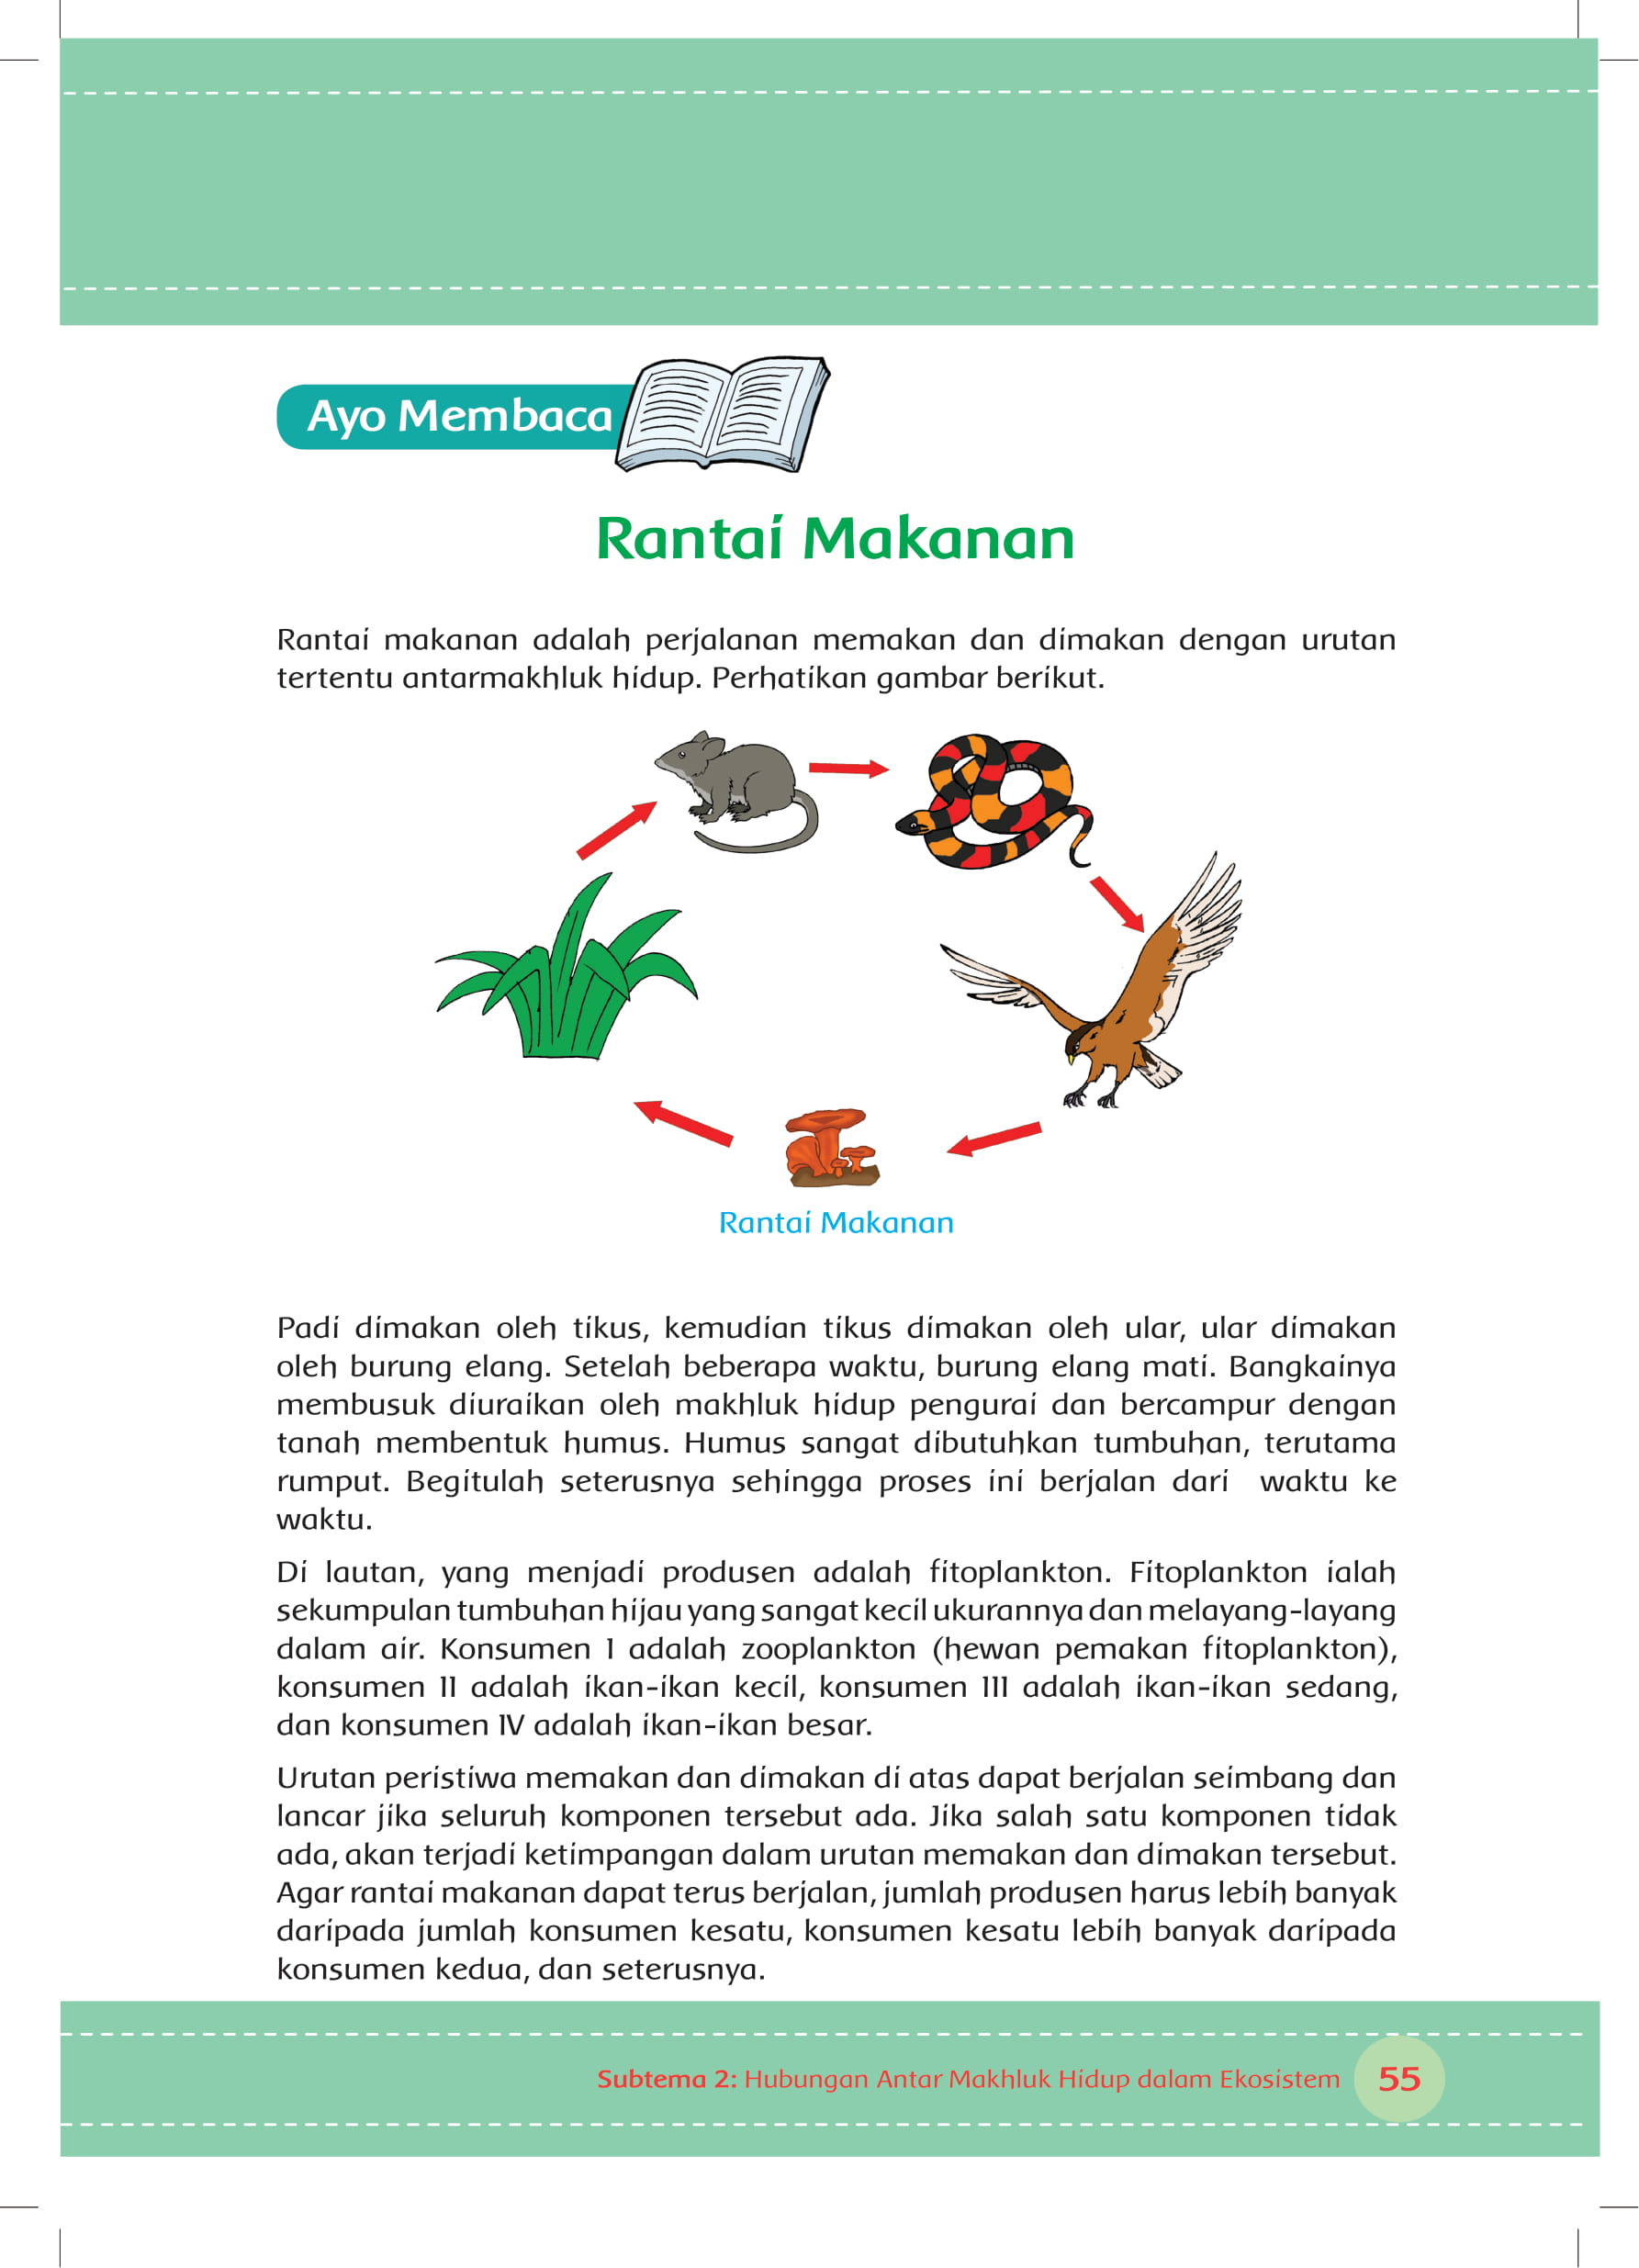 Ayo Membaca
Rantai Makanan
Rantai makanan adalah perjalanan memakan dan dimakan dengan urutan
tertentu antarmakhluk hidup. Perhatikan gambar berikut.
Rantai Makanan
Padi dimakan oleh tikus, kemudian tikus dimakan oleh ular, ular dimakan
oleh burung elang. Setelah beberapa waktu, burung elang mati. Bangkainya
membusuk diuraikan oleh makhluk hidup pengurai dan bercampur dengan
tanah membentuk humus. Humus sangat dibutuhkan tumbuhan, terutama
rumput. Begitulah seterusnya sehingga proses ini berjalan dari waktu ke
waktu.
Di lautan, yang menjadi produsen adalah fitoplankton. Fitoplankton ialah
sekumpulan tumbuhan hijau yang sangat kecil ukurannya dan melayang-layang
dalam air. Konsumen I adalah zooplankton (hewan pemakan fitoplankton),
konsumen II adalah ikan-ikan kecil, konsumen III adalah ikan-ikan sedang,
dan konsumen IV adalah ikan-ikan besar.
Urutan peristiwa memakan dan dimakan di atas dapat berjalan seimbang dan
lancar jika seluruh komponen tersebut ada. Jika salah satu komponen tidak
ada, akan terjadi ketimpangan dalam urutan memakan dan dimakan tersebut.
Agar rantai makanan dapat terus berjalan, jumlah produsen harus lebih banyak
daripada jumlah konsumen kesatu, konsumen kesatu lebih banyak daripada
konsumen kedua, dan seterusnya.
Subtema 2: Hubungan Antar Makhluk Hidup dalam Ekosistem 55